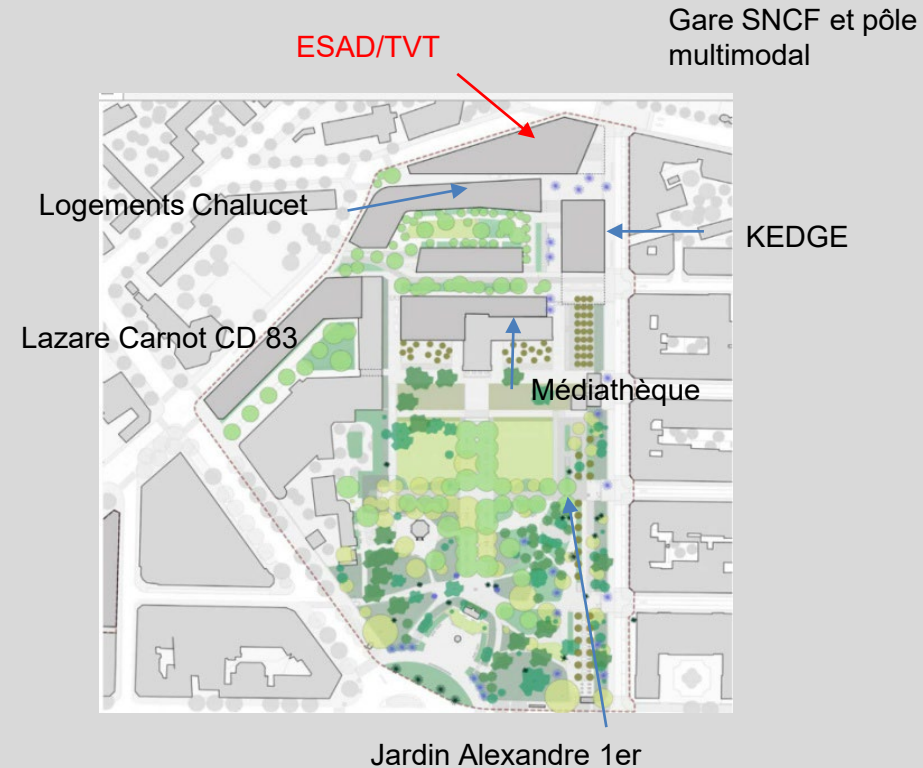 Gare SNCF et pôle
multimodal
ESAD/TVT
Logements Chalucet
KEDGE
Lazare Carnot CD 83
Médiathèque
Jardin Alexandre 1er